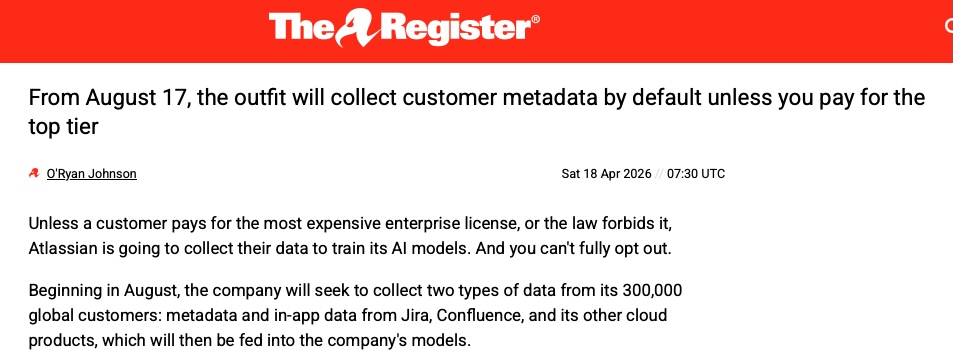 The Register®
From August 17, the outfit will collect customer metadata by default unless you pay for the
top tier
O'Ryan Johnson
Sat 18 Apr 2026 // 07:30 UTC
Unless a customer pays for the most expensive enterprise license, or the law forbids it,
Atlassian is going to collect their data to train its AI models. And you can't fully opt out.
Beginning in August, the company will seek to collect two types of data from its 300,000
global customers: metadata and in-app data from Jira, Confluence, and its other cloud
products, which will then be fed into the company's models.